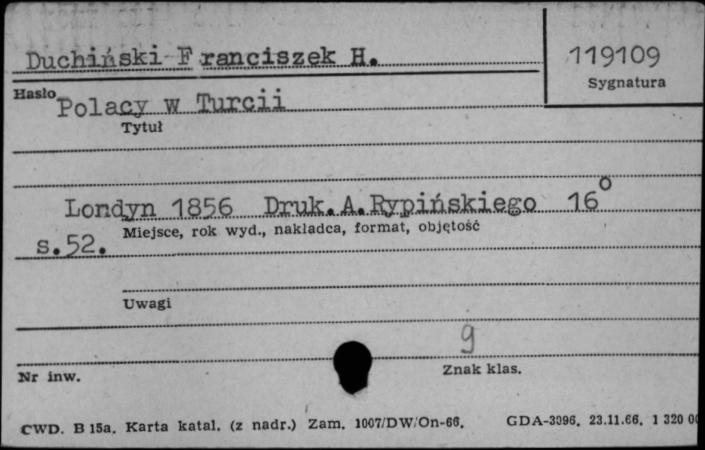 Duchiński Franciszek H.
119109
Sygnatura
Hasło
Polacy w Turcii
Tytuł
Londyn 1856 Druk.A.Rypińskiego 16°
Miejsce, rok wyd., nakładca, format, objętość
s.52.
Uwagi
9
Nr inw.
Znak klas.
CWD. B 15a. Karta katal. (z nadr.) Zam. 1007/DW/On-66. GDA-3096. 23.11.66. 1 320 00